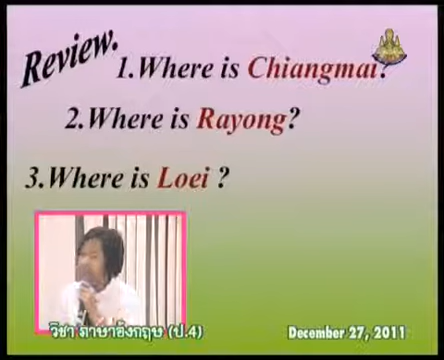 Review.
1.Where is Chiangmai?
2.Where is Rayong?
3.Where is Loei ?
วิชา ภาษาอังกฤษ (ป.4)
December 27, 2011